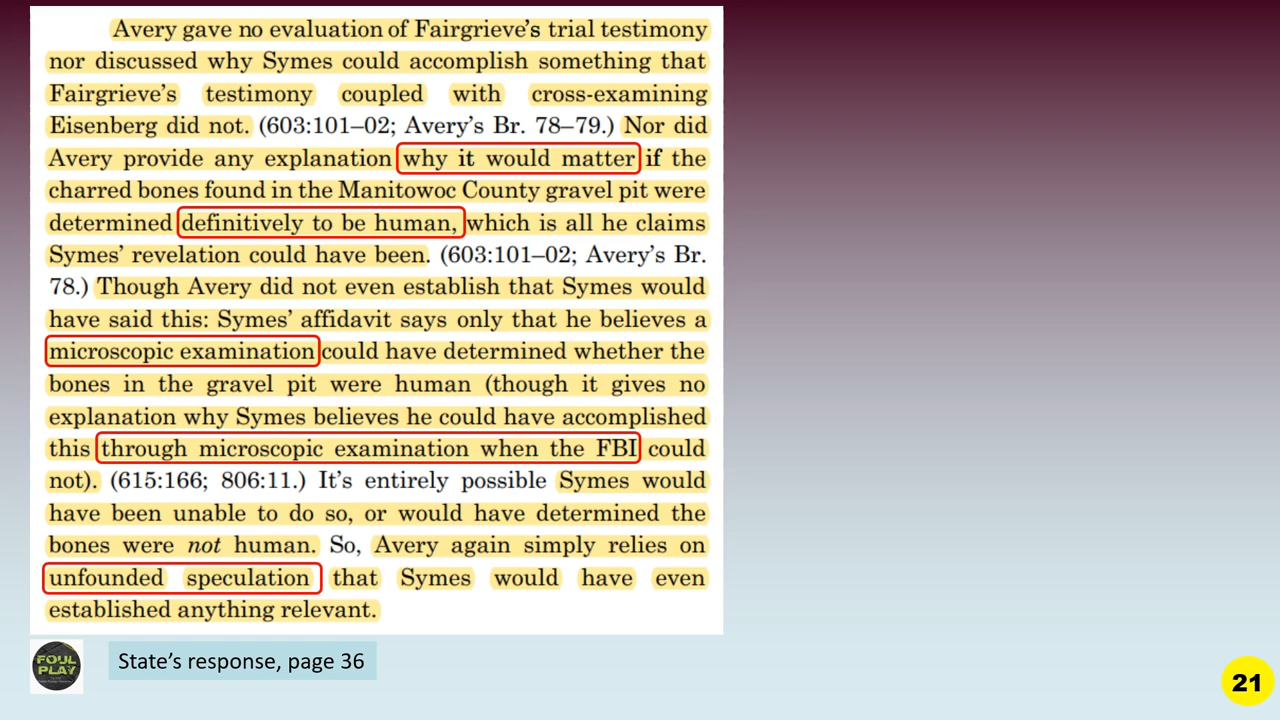 Avery gave no evaluation of Fairgrieve's trial testimony
nor discussed why Symes could accomplish something that
Fairgrieve's testimony coupled with cross-examining
Eisenberg did not. (603:101–02; Avery's Br. 78–79.) Nor did
Avery provide any explanation why it would matter if the
charred bones found in the Manitowoc County gravel pit were
determined definitively to be human, which is all he claims
Symes' revelation could have been. (603:101–02; Avery's Br.
78.) Though Avery did not even establish that Symes would
have said this: Symes' affidavit says only that he believes a
microscopic examination could have determined whether the
bones in the gravel pit were human (though it gives no
explanation why Symes believes he could have accomplished
this through microscopic examination when the FBI could
not). (615:166; 806:11.) It's entirely possible Symes would
have been unable to do so, or would have determined the
bones were not human. So, Avery again simply relies on
unfounded speculation that Symes would have even
established anything relevant.
FOUL
PLAY
State's response, page 36
21